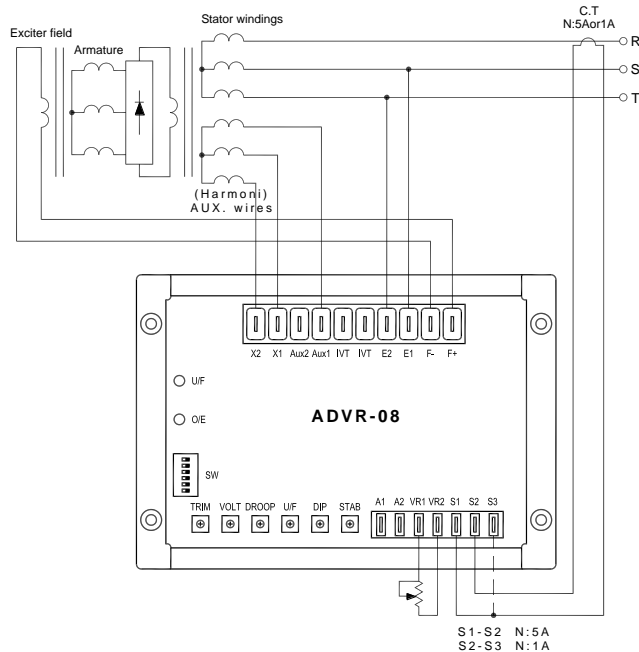 C.T
N:5Aor1A
Exciter field
Stator windings
Armature
R
S
T
(Harmoni)
AUX. wires
X2 X1 Aux2 Aux1 IVT IVT E2 E1 F- F+
U/F
O/E
ADVR-08
SW
TRIM VOLT DROOP U/F DIP STAB
A1 A2 VR1 VR2 S1 S2 S3
S1-S2 N:5A
S2-S3 N:1A